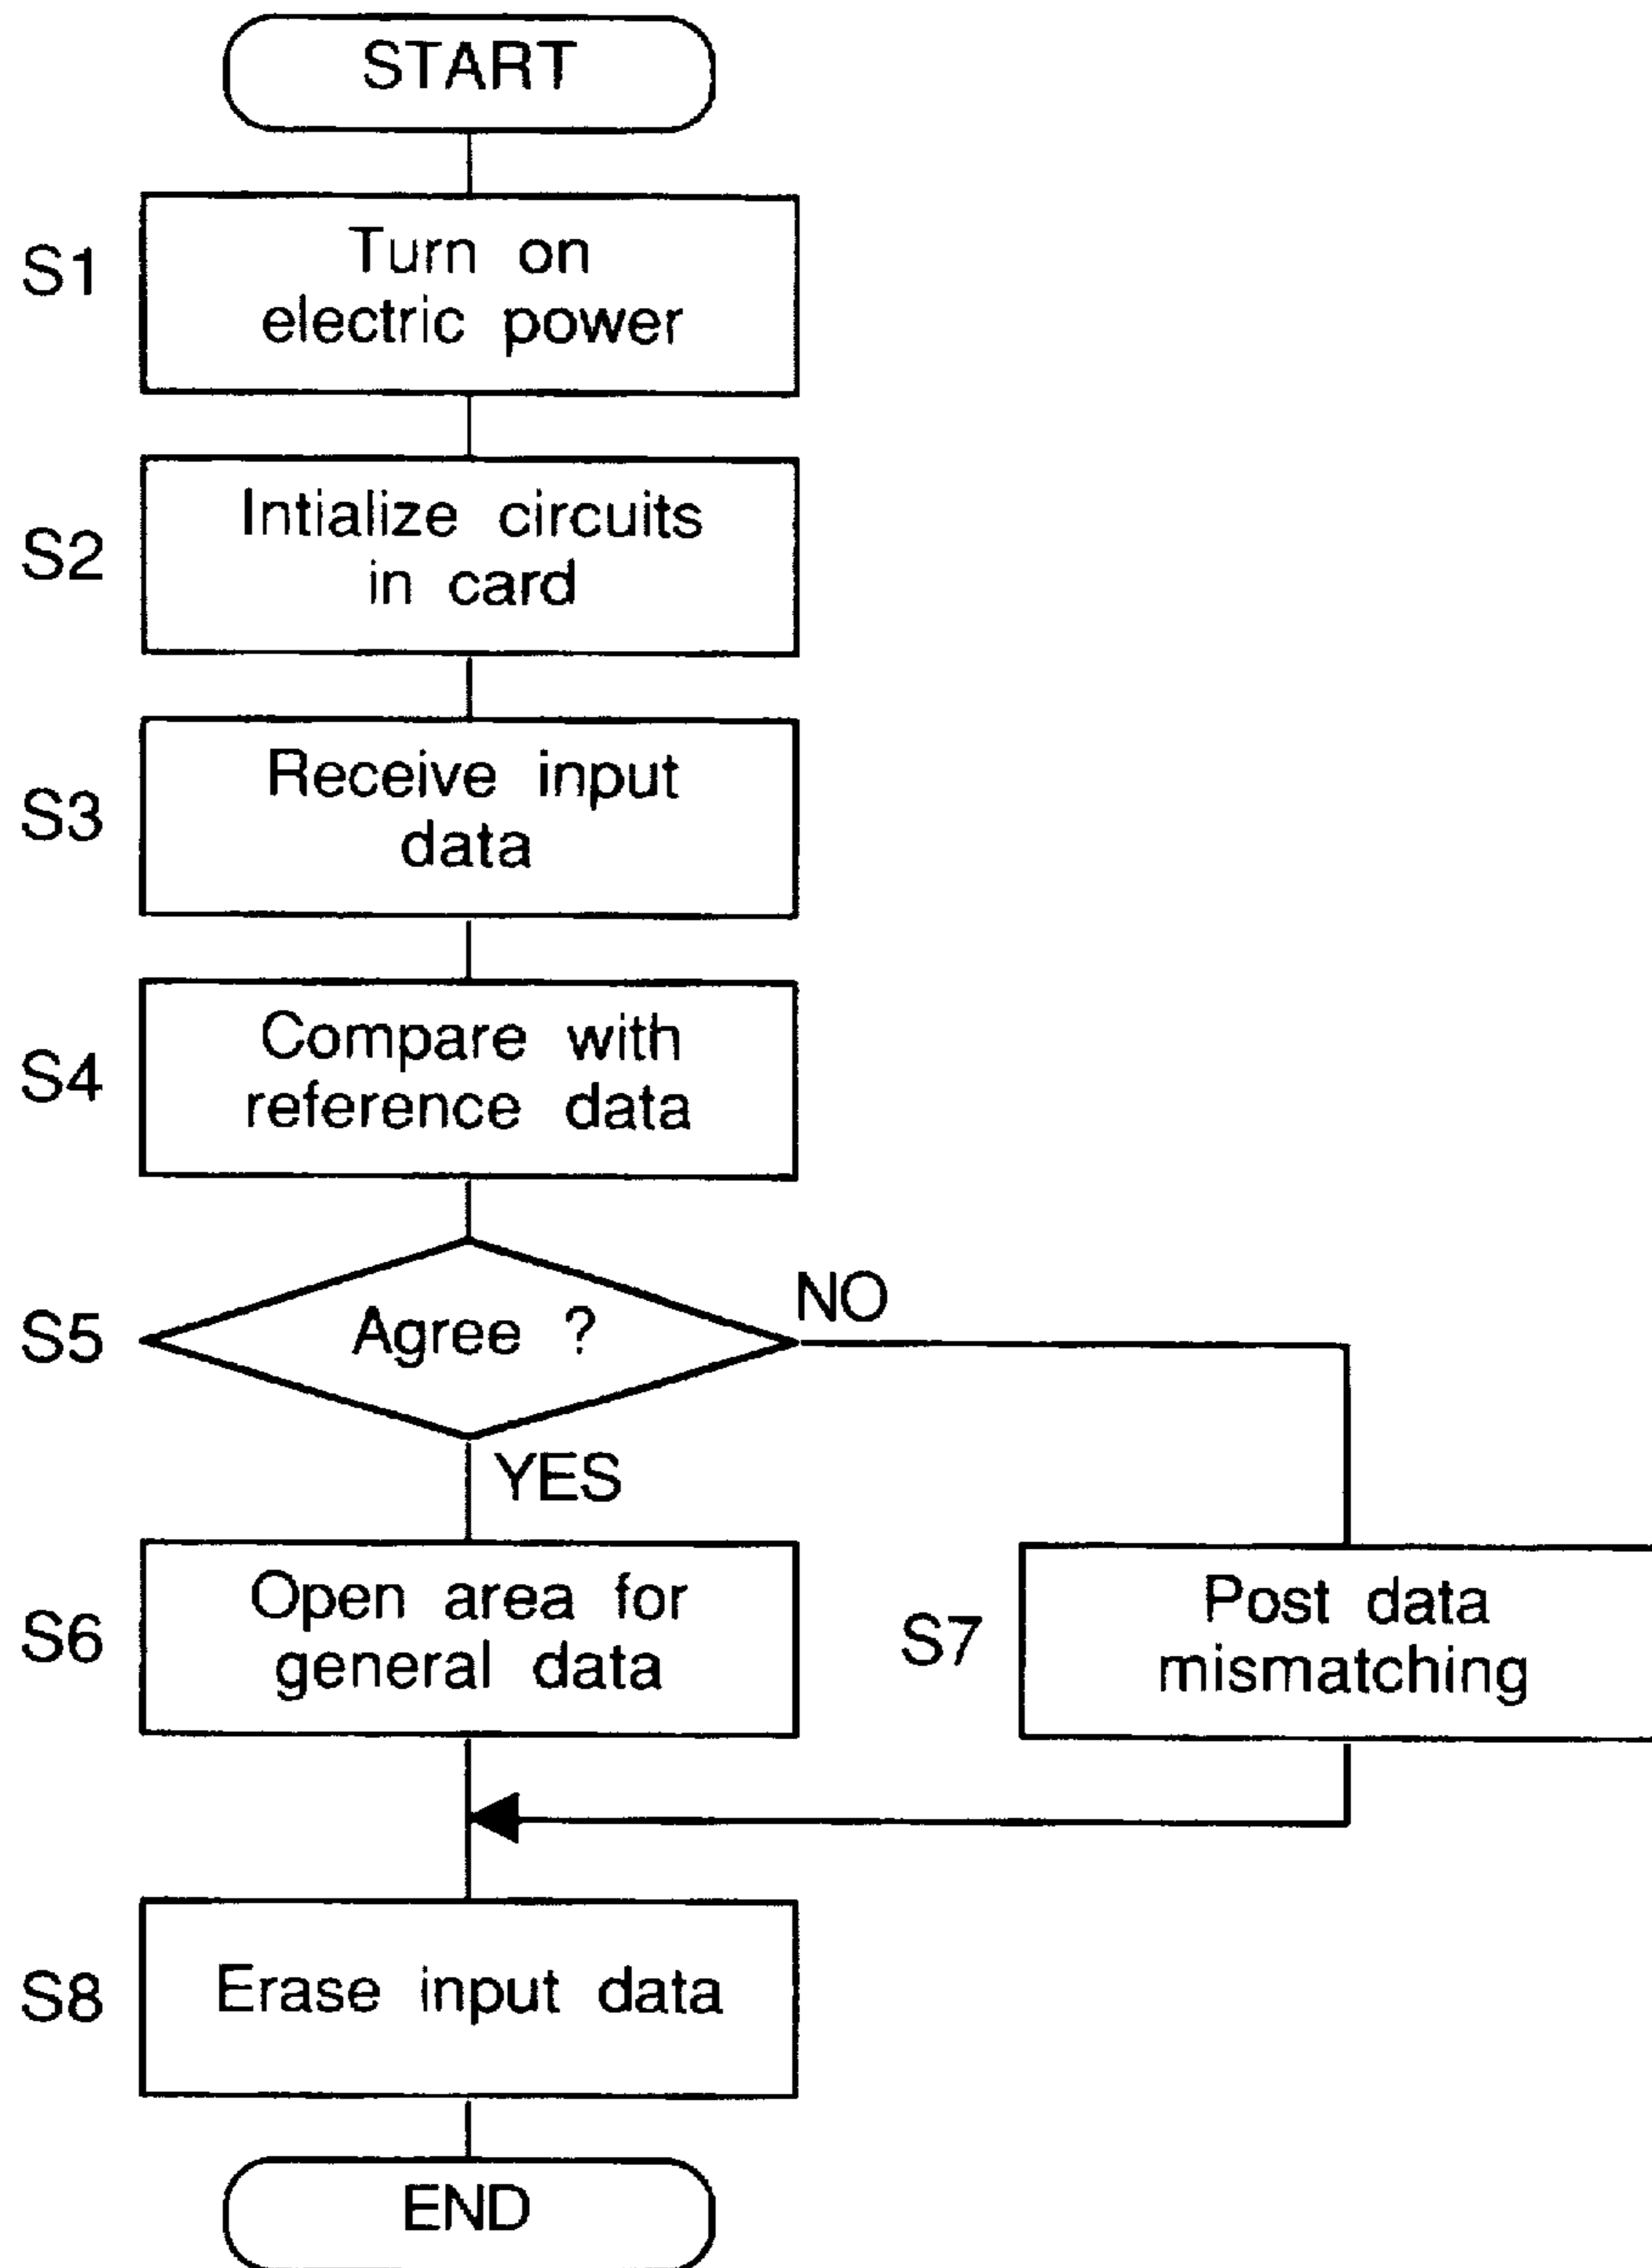 START
S1
Turn on
electric power
S2
Intialize circuits
in card
S3
Receive input
data
S4
Compare with
reference data
S5
Agree ?
NO
YES
S6
Open area for
general data
S7
Post data
mismatching
S8
Erase input data
END